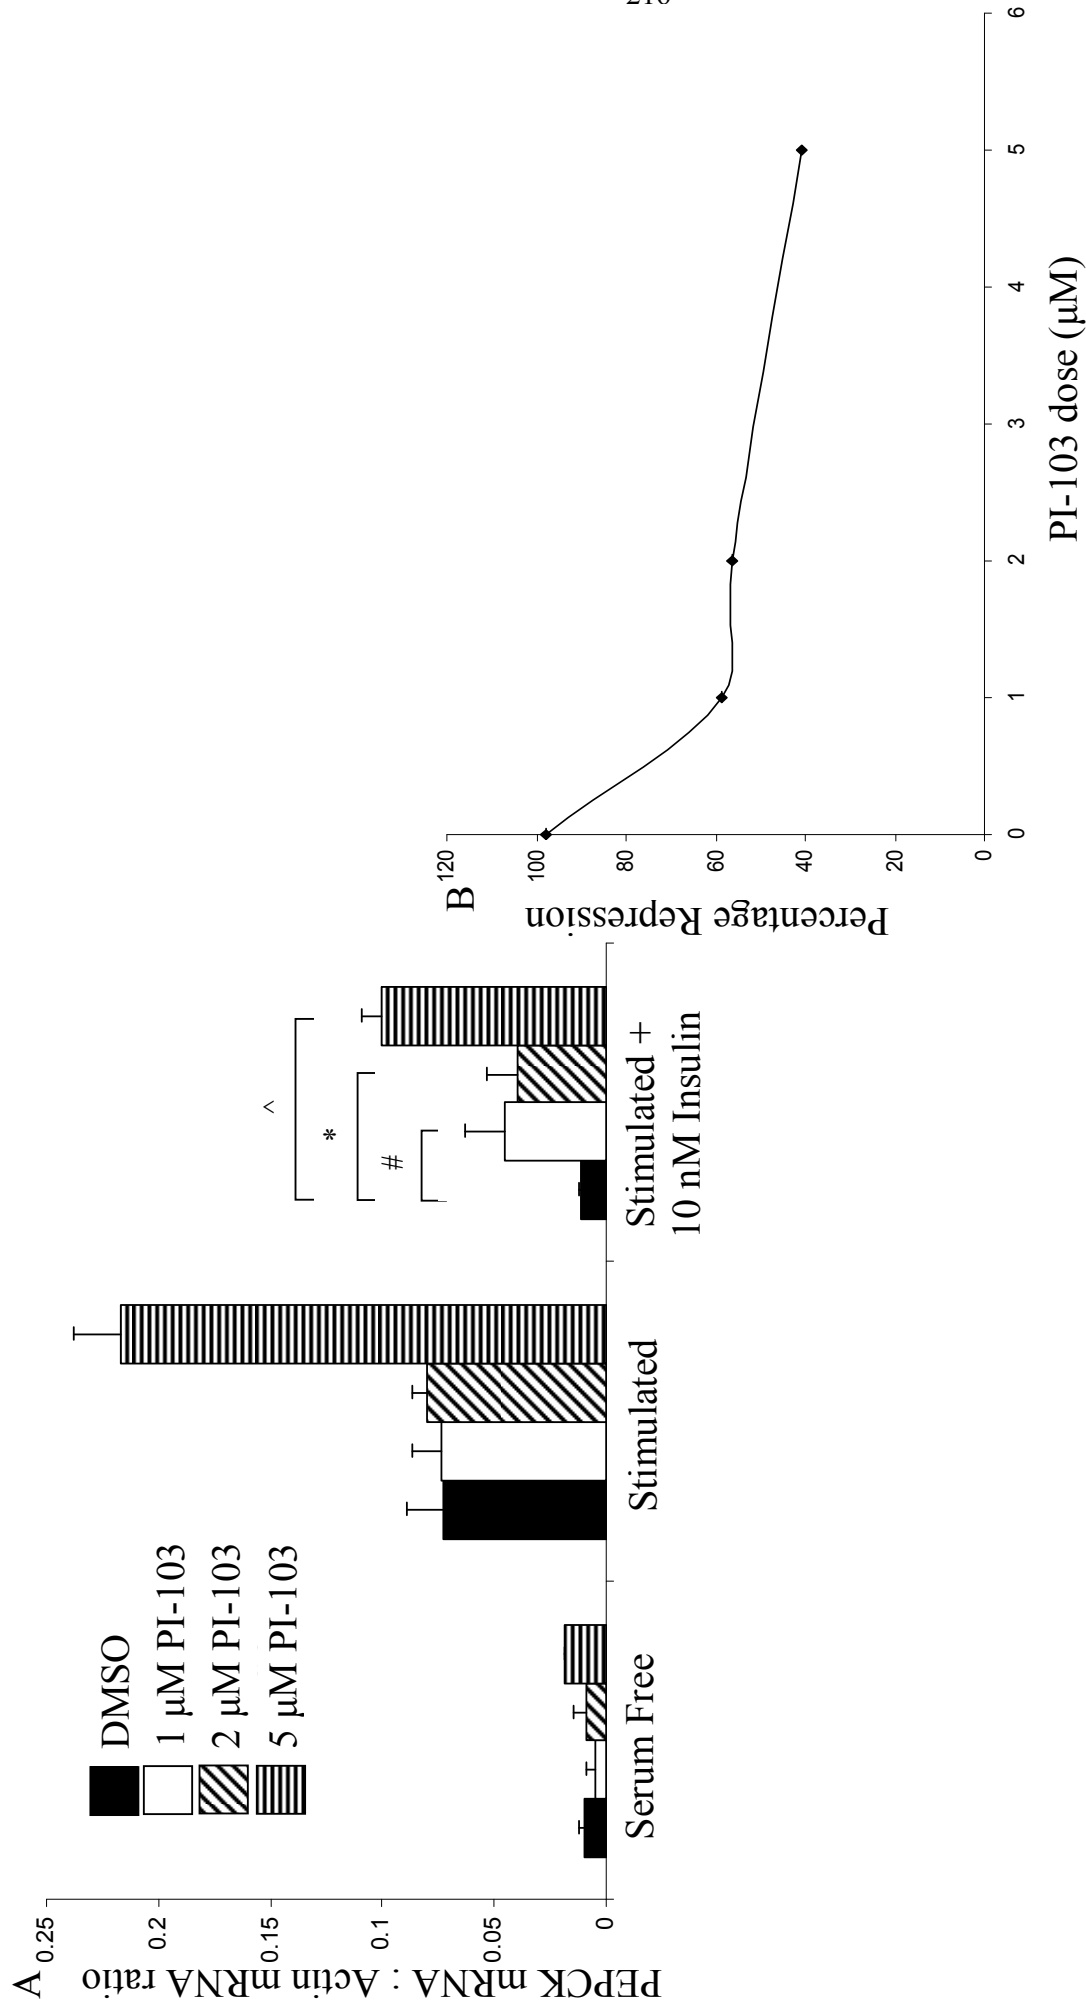 A
PEPCK mRNA : Actin mRNA ratio
0.25
0.2
0.15
0.1
0.05
0
DMSO
1 µM PI-103
2 µM PI-103
5 µM PI-103
#
*
^
Serum Free
Stimulated
Stimulated +
10 nM Insulin
B
Percentage Repression
120
100
80
60
40
20
0
0
1
2
3
4
5
6
PI-103 dose (µM)